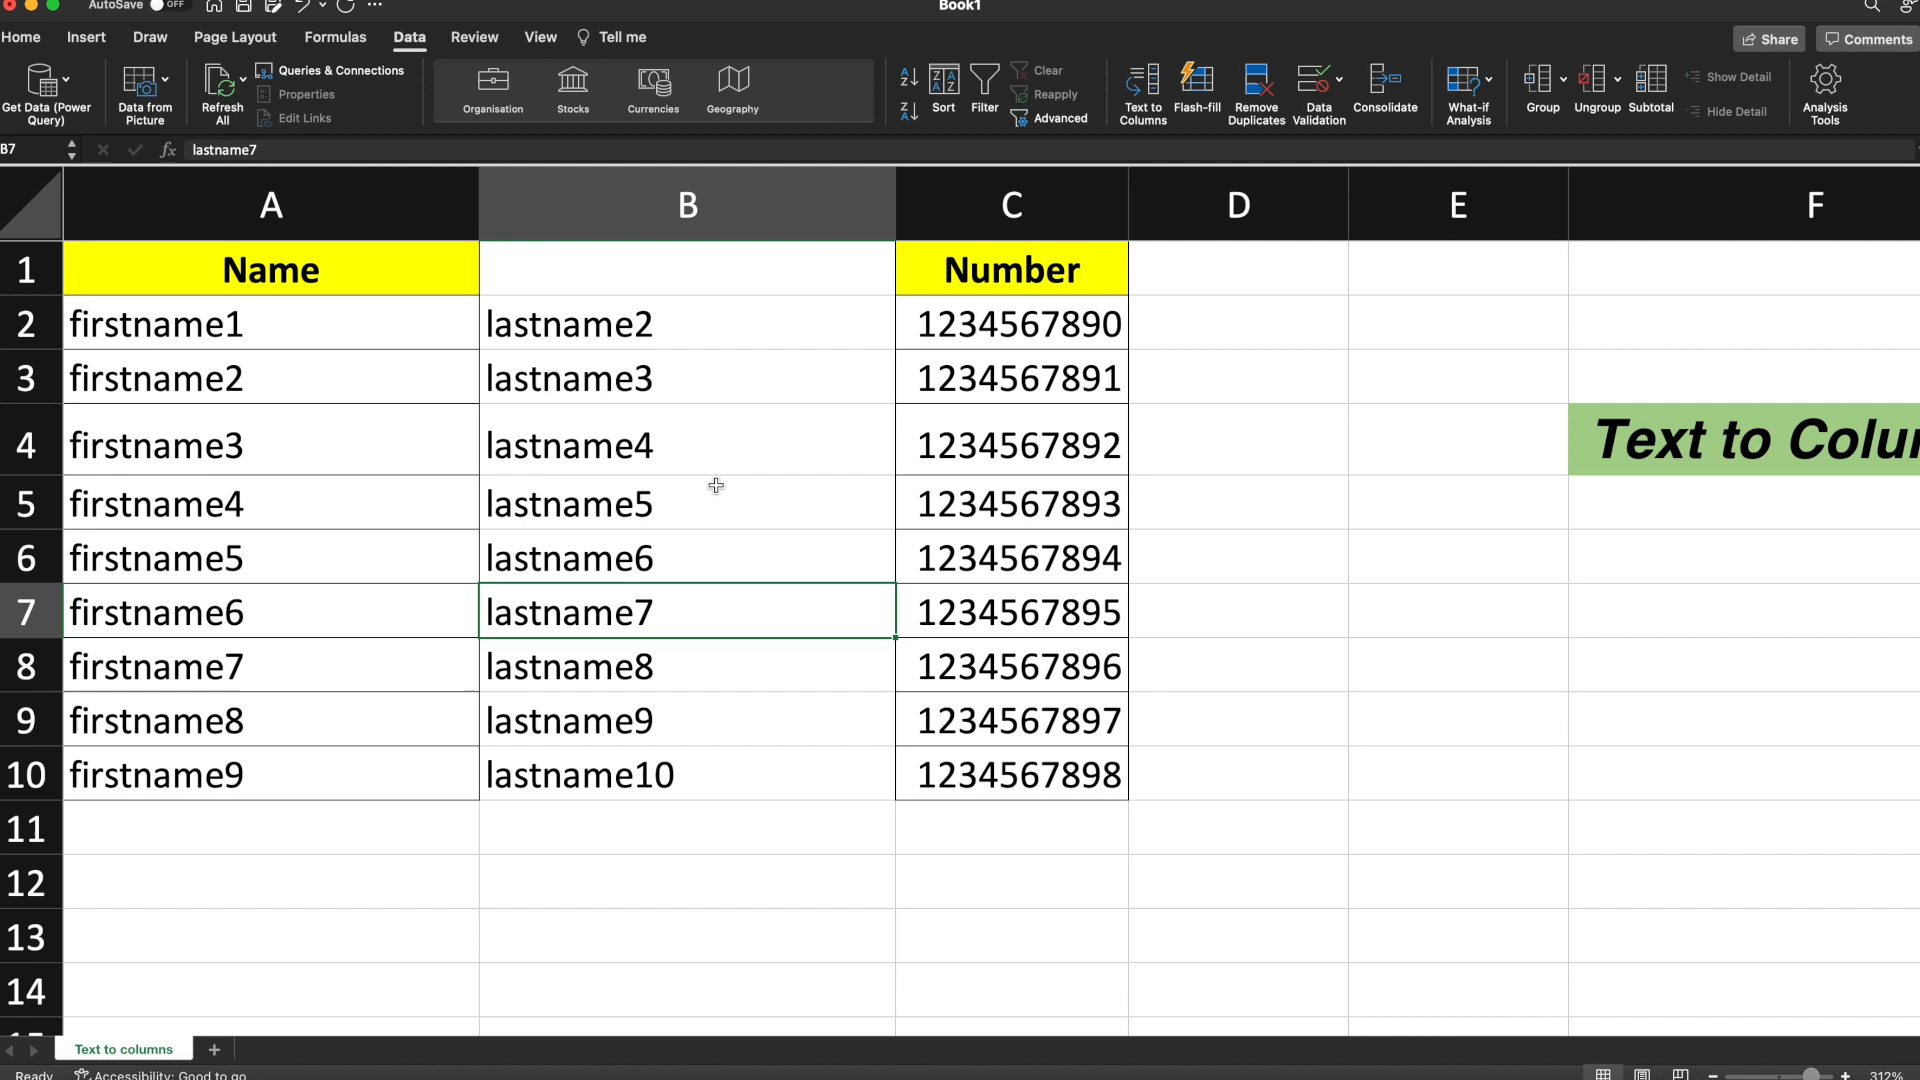 AutoSave OFF Book1
Home Insert Draw Page Layout Formulas Data Review View Tell me Share Comments
Get Data (Power Query) Data from Picture Refresh All Queries & Connections Properties Edit Links Organisation Stocks Currencies Geography Sort Filter Clear Reapply Advanced Text to Columns Flash-fill Remove Duplicates Data Validation Consolidate What-if Analysis Group Ungroup Subtotal Show Detail Hide Detail Analysis Tools
B7 fx lastname7
A B C D E F
1 Name Number
2 firstname1 lastname2 1234567890
3 firstname2 lastname3 1234567891
4 firstname3 lastname4 1234567892 Text to Colu
5 firstname4 lastname5 1234567893
6 firstname5 lastname6 1234567894
7 firstname6 lastname7 1234567895
8 firstname7 lastname8 1234567896
9 firstname8 lastname9 1234567897
10 firstname9 lastname10 1234567898
11
12
13
14
Text to columns +
Ready Accessibility: Good to go 312%